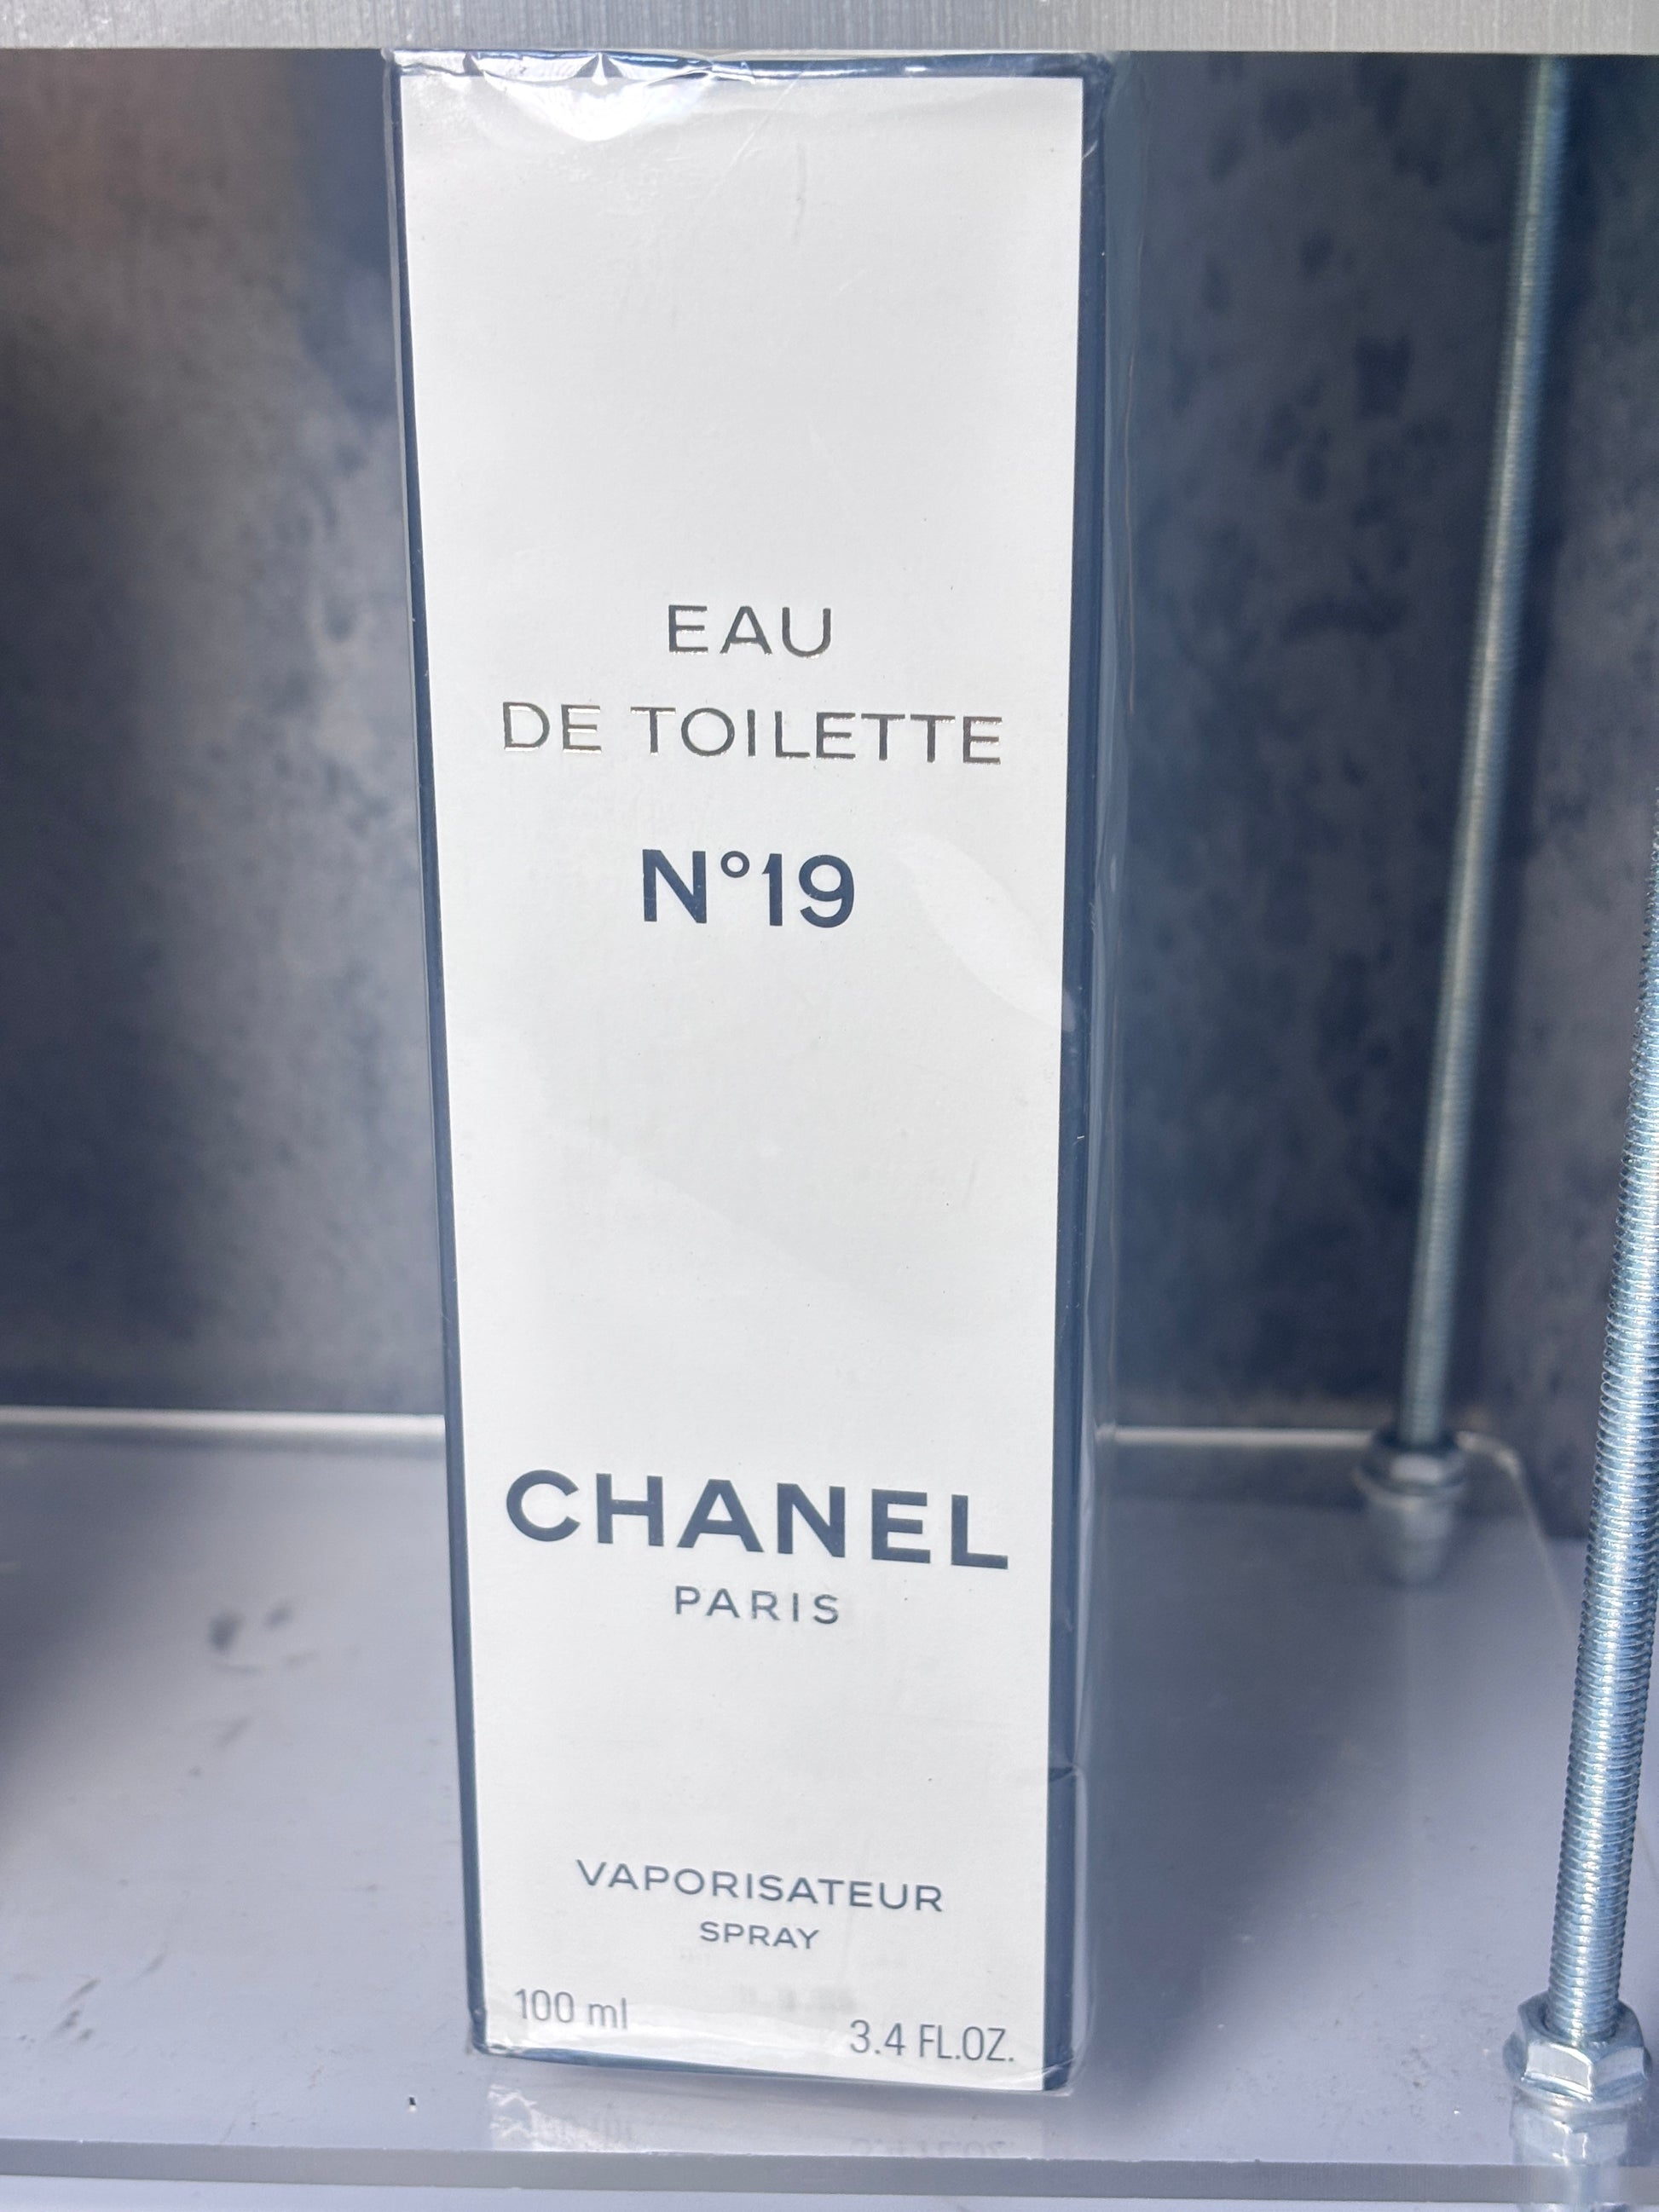 EAU
DE TOILETTE
N°19
CHANEL
PARIS
VAPORISATEUR
SPRAY
100 ml 3.4 FL.OZ.